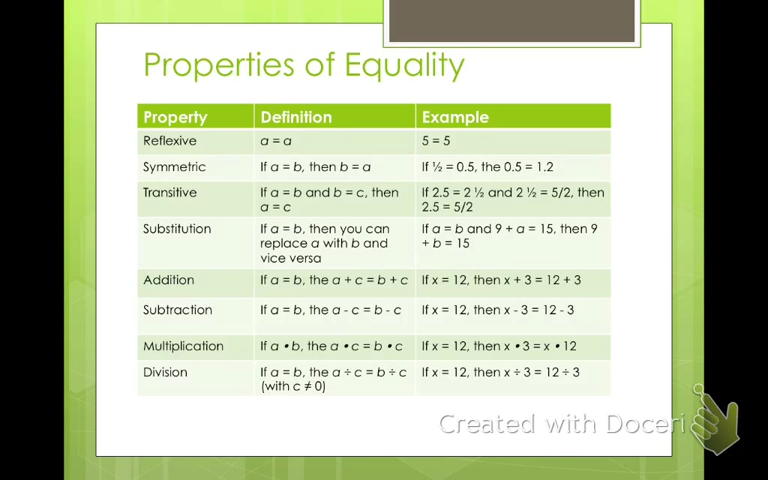 Properties of Equality
Property Definition Example
Reflexive a = a 5 = 5
Symmetric If a = b, then b = a If ½ = 0.5, the 0.5 = 1.2
Transitive If a = b and b = c, then If 2.5 = 2 ½ and 2 ½ = 5/2, then
a = c 2.5 = 5/2
Substitution If a = b, then you can If a = b and 9 + a = 15, then 9
replace a with b and + b = 15
vice versa
Addition If a = b, the a + c = b + c If x = 12, then x + 3 = 12 + 3
Subtraction If a = b, the a - c = b - c If x = 12, then x - 3 = 12 - 3
Multiplication If a • b, the a • c = b • c If x = 12, then x • 3 = x • 12
Division If a = b, the a ÷ c = b ÷ c If x = 12, then x ÷ 3 = 12 ÷ 3
(with c ≠ 0)
Created with Doceri